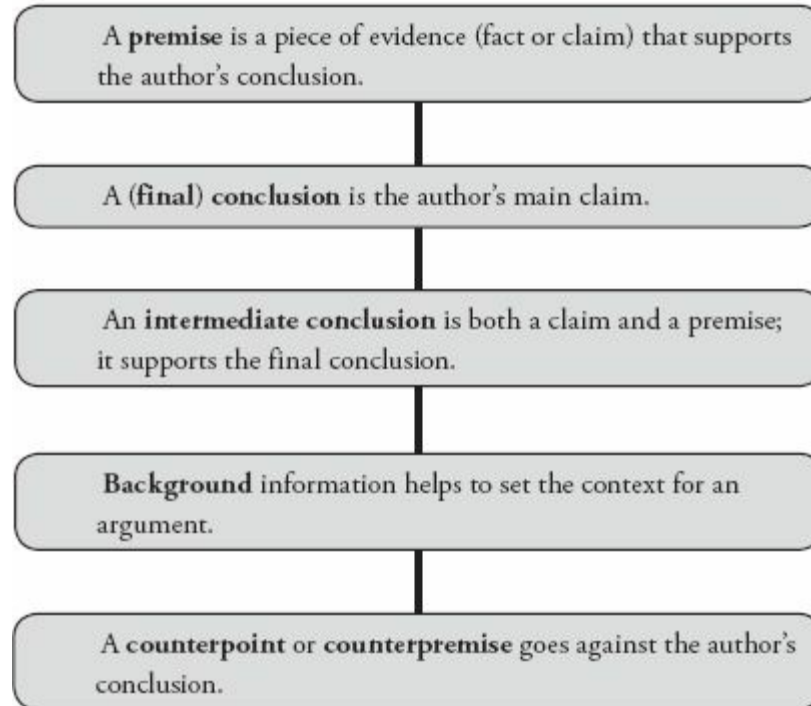 A premise is a piece of evidence (fact or claim) that supports
the author’s conclusion.
A (final) conclusion is the author’s main claim.
An intermediate conclusion is both a claim and a premise;
it supports the final conclusion.
Background information helps to set the context for an
argument.
A counterpoint or counterpremise goes against the author’s
conclusion.